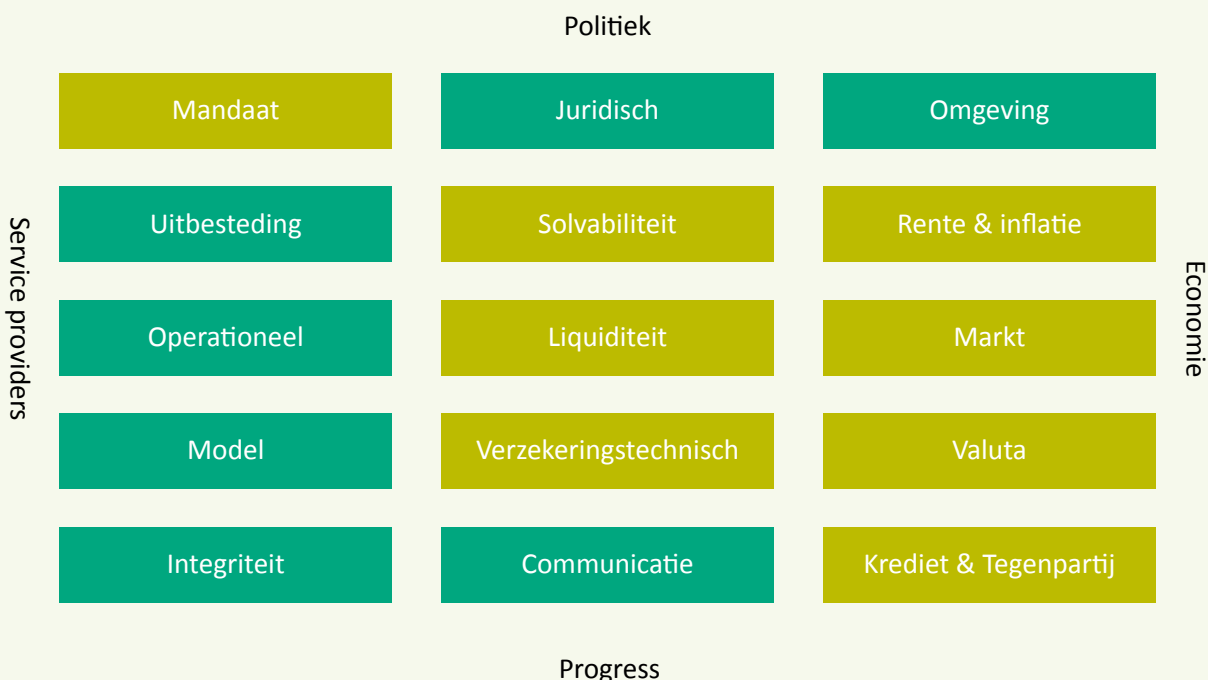 Politiek
Mandaat
Juridisch
Omgeving
Uitbesteding
Solvabiliteit
Rente & inflatie
Service providers
Economie
Operationeel
Liquiditeit
Markt
Model
Verzekeringstechnisch
Valuta
Integriteit
Communicatie
Krediet & Tegenpartij
Progress